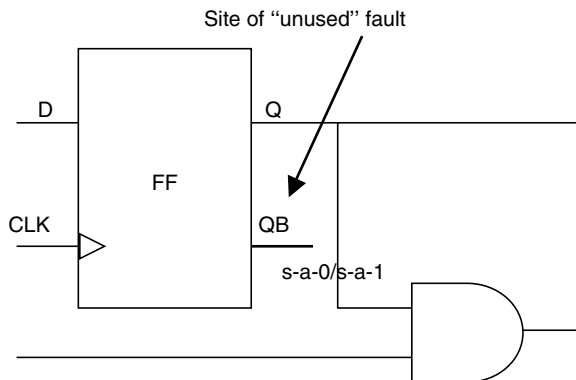 Site of ‘‘unused’’ fault
D
Q
FF
CLK
QB
s-a-0/s-a-1